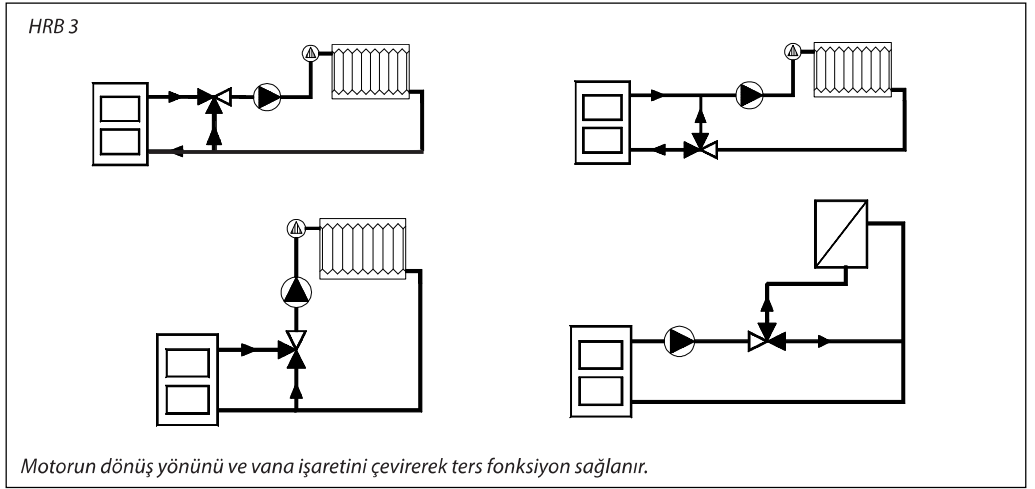 HRB 3
Motorun dönüş yönünü ve vana işaretini çevirerek ters fonksiyon sağlanır.